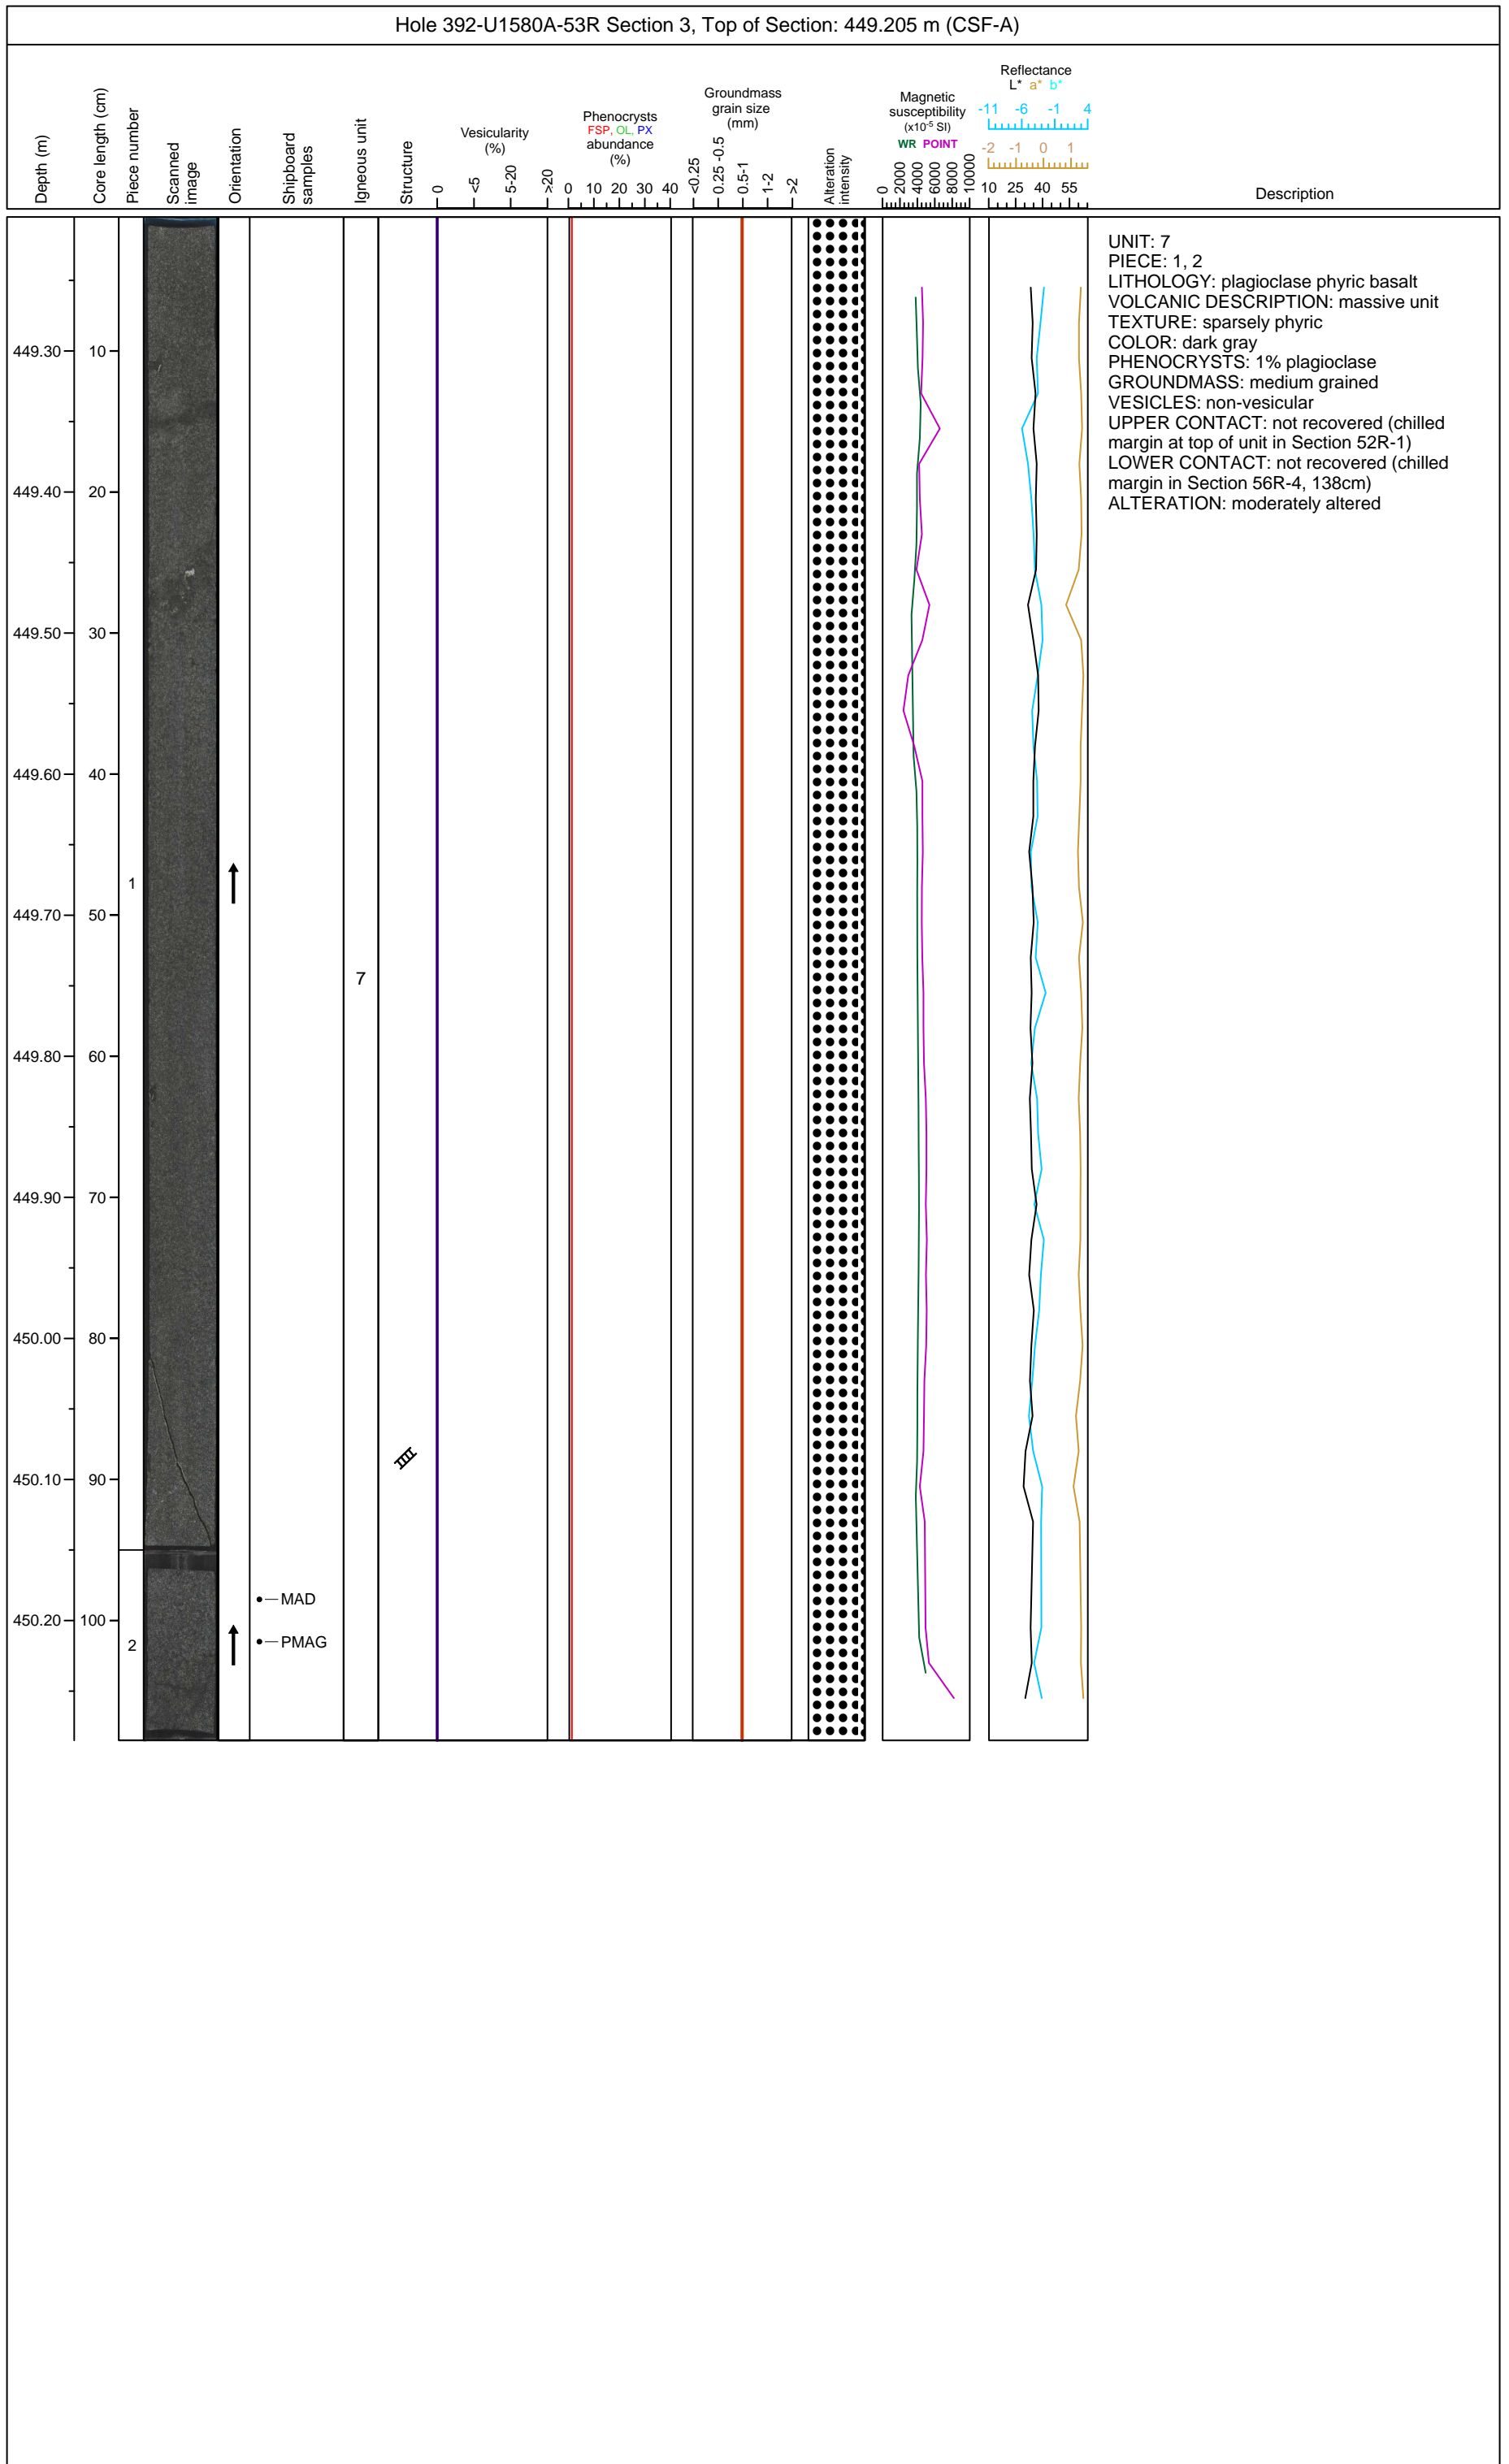 Hole 392-U1580A-53R Section 3, Top of Section: 449.205 m (CSF-A)
Depth (m)
Core length (cm)
Piece number
Scanned
image
Orientation
Shipboard
samples
Igneous unit
Structure
Vesicularity
(%)
0
<5
5-20
>20
Phenocrysts
FSP, OL, PX
abundance
(%)
0 10 20 30 40
Groundmass
grain size
(mm)
<0.25
0.25 -0.5
0.5-1
1-2
>2
Alteration
intensity
Magnetic
susceptibility
(x10-5 SI)
WR POINT
0
2000
4000
6000
8000
10000
Reflectance
L* a* b*
-11 -6 -1 4
-2 -1 0 1
10 25 40 55
Description
UNIT: 7
PIECE: 1, 2
LITHOLOGY: plagioclase phyric basalt
VOLCANIC DESCRIPTION: massive unit
TEXTURE: sparsely phyric
COLOR: dark gray
PHENOCRYSTS: 1% plagioclase
GROUNDMASS: medium grained
VESICLES: non-vesicular
UPPER CONTACT: not recovered (chilled
margin at top of unit in Section 52R-1)
LOWER CONTACT: not recovered (chilled
margin in Section 56R-4, 138cm)
ALTERATION: moderately altered
449.30 10
449.40 20
449.50 30
449.60 40
1
449.70 50
7
449.80 60
449.90 70
450.00 80
450.10 90
MAD
450.20 100
2
PMAG